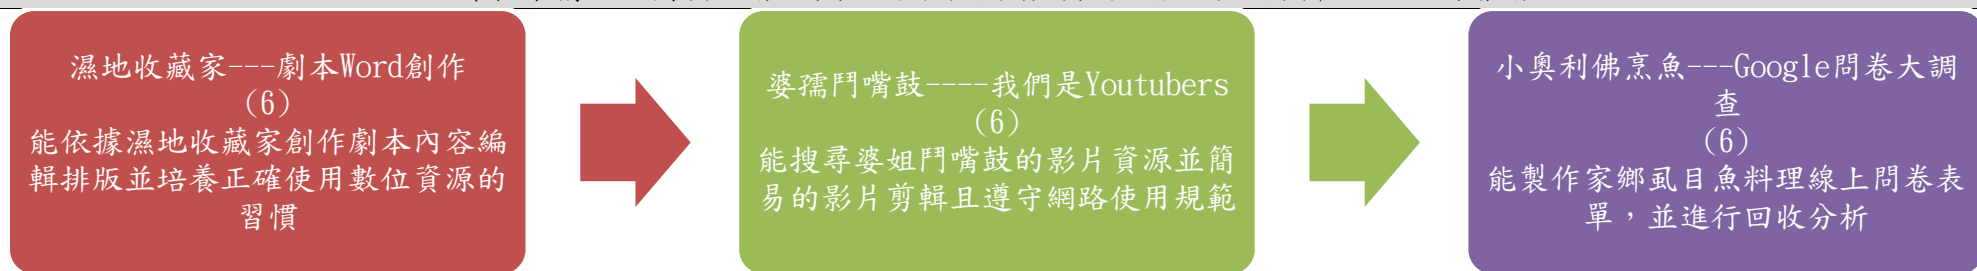 濕地收藏家---劇本Word創作
(6)
能依據濕地收藏家創作劇本內容編
輯排版並培養正確使用數位資源的
習慣
婆孺鬥嘴鼓----我們是Youtubers
(6)
能搜尋婆姐鬥嘴鼓的影片資源並簡
易的影片剪輯且遵守網路使用規範
小奧利佛烹魚---Google問卷大調
查
(6)
能製作家鄉虱目魚料理線上問卷表
單，並進行回收分析